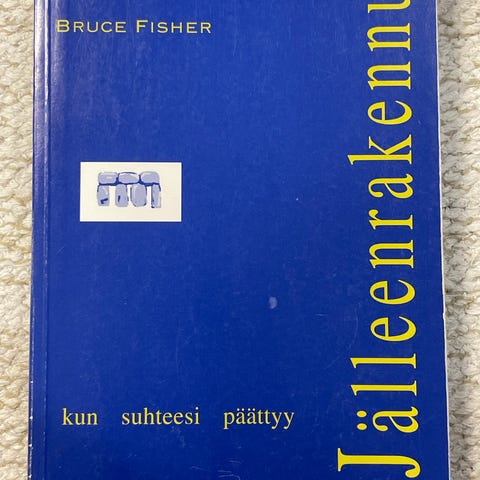 BRUCE FISHER
Jälleenrakennu
kun suhteesi päättyy